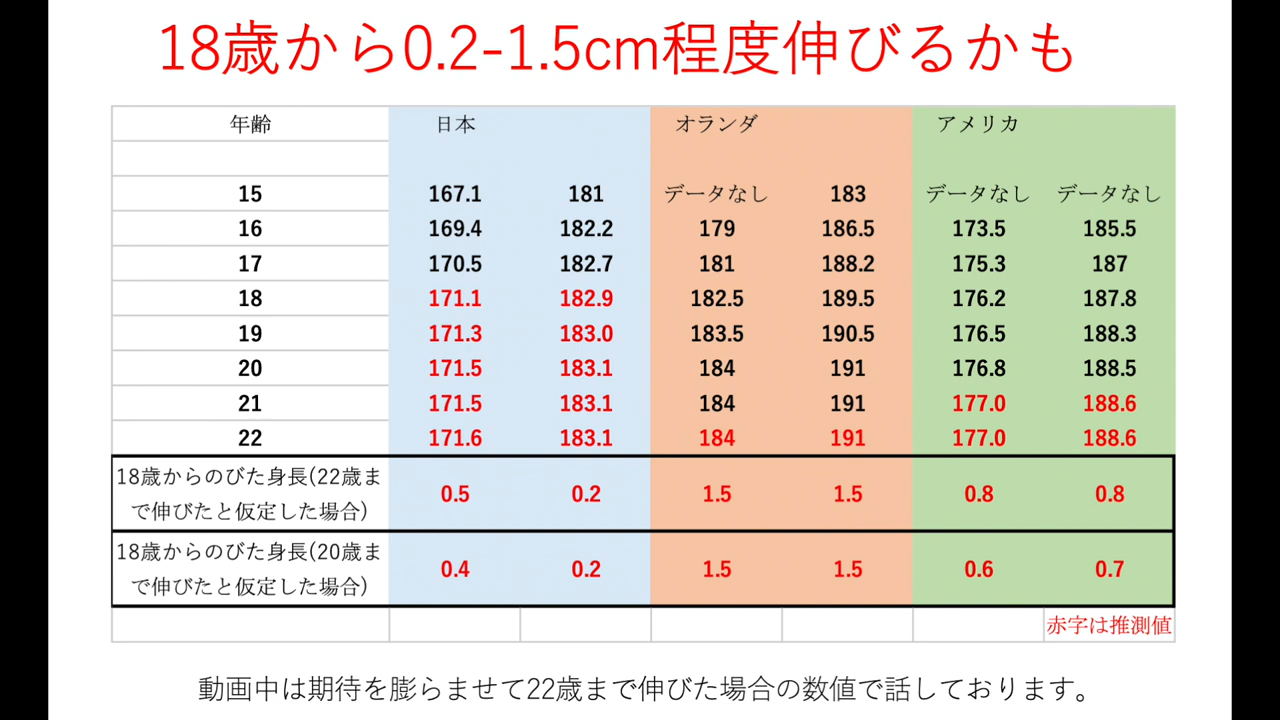 18歳から0.2-1.5cm程度伸びるかも
年齢 日本 オランダ アメリカ
15 167.1 181 データなし 183 データなし データなし
16 169.4 182.2 179 186.5 173.5 185.5
17 170.5 182.7 181 188.2 175.3 187
18 171.1 182.9 182.5 189.5 176.2 187.8
19 171.3 183.0 183.5 190.5 176.5 188.3
20 171.5 183.1 184 191 176.8 188.5
21 171.5 183.1 184 191 177.0 188.6
22 171.6 183.1 184 191 177.0 188.6
18歳からのびた身長(22歳ま
で伸びたと仮定した場合) 0.5 0.2 1.5 1.5 0.8 0.8
18歳からのびた身長(20歳ま
で伸びたと仮定した場合) 0.4 0.2 1.5 1.5 0.6 0.7
赤字は推測値
動画中は期待を膨らませて22歳まで伸びた場合の数値で話しております。